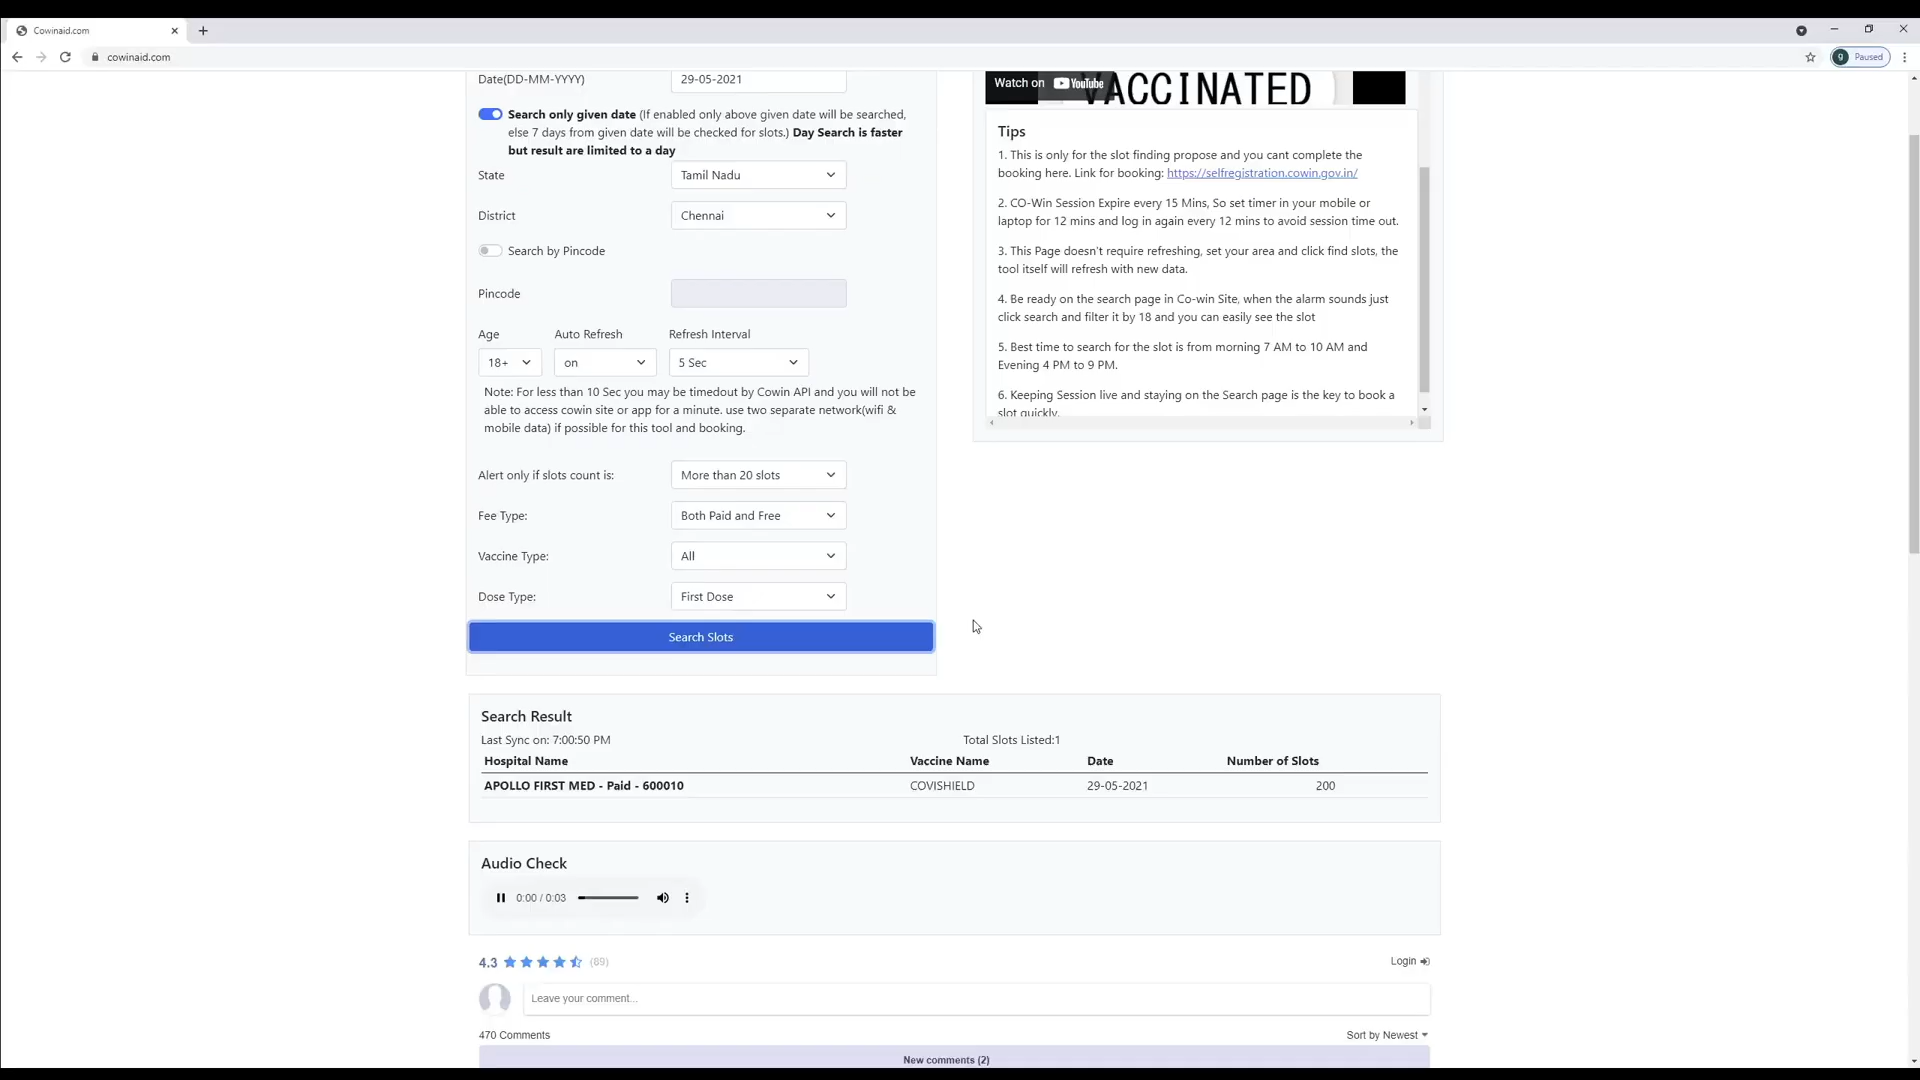 Cowinaid.com
cowinaid.com
9 Paused
Date(DD-MM-YYYY) 29-05-2021
Search only given date (If enabled only above given date will be searched,
else 7 days from given date will be checked for slots.) Day Search is faster
but result are limited to a day
State Tamil Nadu
District Chennai
Search by Pincode
Pincode
Age Auto Refresh Refresh Interval
18+ on 5 Sec
Note: For less than 10 Sec you may be timedout by Cowin API and you will not be
able to access cowin site or app for a minute. use two separate network(wifi &
mobile data) if possible for this tool and booking.
Alert only if slots count is: More than 20 slots
Fee Type: Both Paid and Free
Vaccine Type: All
Dose Type: First Dose
Search Slots
Watch on YouTube
VACCINATED
Tips
1. This is only for the slot finding propose and you cant complete the
booking here. Link for booking: https://selfregistration.cowin.gov.in/
2. CO-Win Session Expire every 15 Mins, So set timer in your mobile or
laptop for 12 mins and log in again every 12 mins to avoid session time out.
3. This Page doesn't require refreshing, set your area and click find slots, the
tool itself will refresh with new data.
4. Be ready on the search page in Co-win Site, when the alarm sounds just
click search and filter it by 18 and you can easily see the slot
5. Best time to search for the slot is from morning 7 AM to 10 AM and
Evening 4 PM to 9 PM.
6. Keeping Session live and staying on the Search page is the key to book a
slot quickly.
Search Result
Last Sync on: 7:00:50 PM Total Slots Listed:1
Hospital Name Vaccine Name Date Number of Slots
APOLLO FIRST MED - Paid - 600010 COVISHIELD 29-05-2021 200
Audio Check
0:00 / 0:03
4.3 (89) Login
Leave your comment...
470 Comments Sort by Newest
New comments (2)